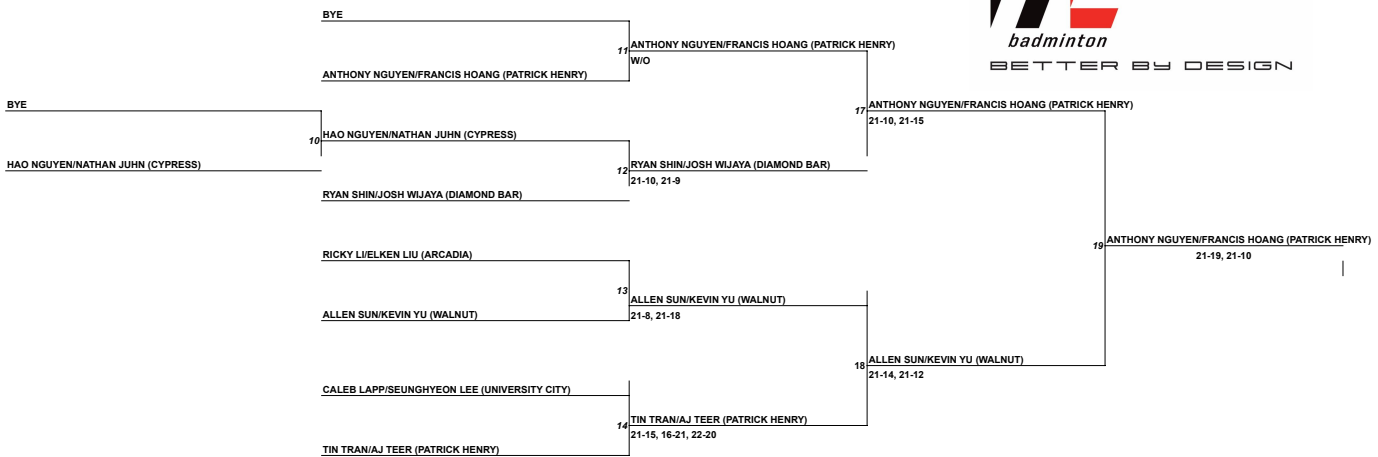 BYE
badminton
BETTER BY DESIGN
11
ANTHONY NGUYEN/FRANCIS HOANG (PATRICK HENRY)
W/O
ANTHONY NGUYEN/FRANCIS HOANG (PATRICK HENRY)
BYE
17
ANTHONY NGUYEN/FRANCIS HOANG (PATRICK HENRY)
21-10, 21-15
10
HAO NGUYEN/NATHAN JUHN (CYPRESS)
HAO NGUYEN/NATHAN JUHN (CYPRESS)
12
RYAN SHIN/JOSH WIJAYA (DIAMOND BAR)
21-10, 21-9
RYAN SHIN/JOSH WIJAYA (DIAMOND BAR)
19
ANTHONY NGUYEN/FRANCIS HOANG (PATRICK HENRY)
21-19, 21-10
RICKY LI/ELKEN LIU (ARCADIA)
13
ALLEN SUN/KEVIN YU (WALNUT)
21-8, 21-18
ALLEN SUN/KEVIN YU (WALNUT)
18
ALLEN SUN/KEVIN YU (WALNUT)
21-14, 21-12
CALEB LAPP/SEUNGHYEON LEE (UNIVERSITY CITY)
14
TIN TRAN/AJ TEER (PATRICK HENRY)
21-15, 16-21, 22-20
TIN TRAN/AJ TEER (PATRICK HENRY)